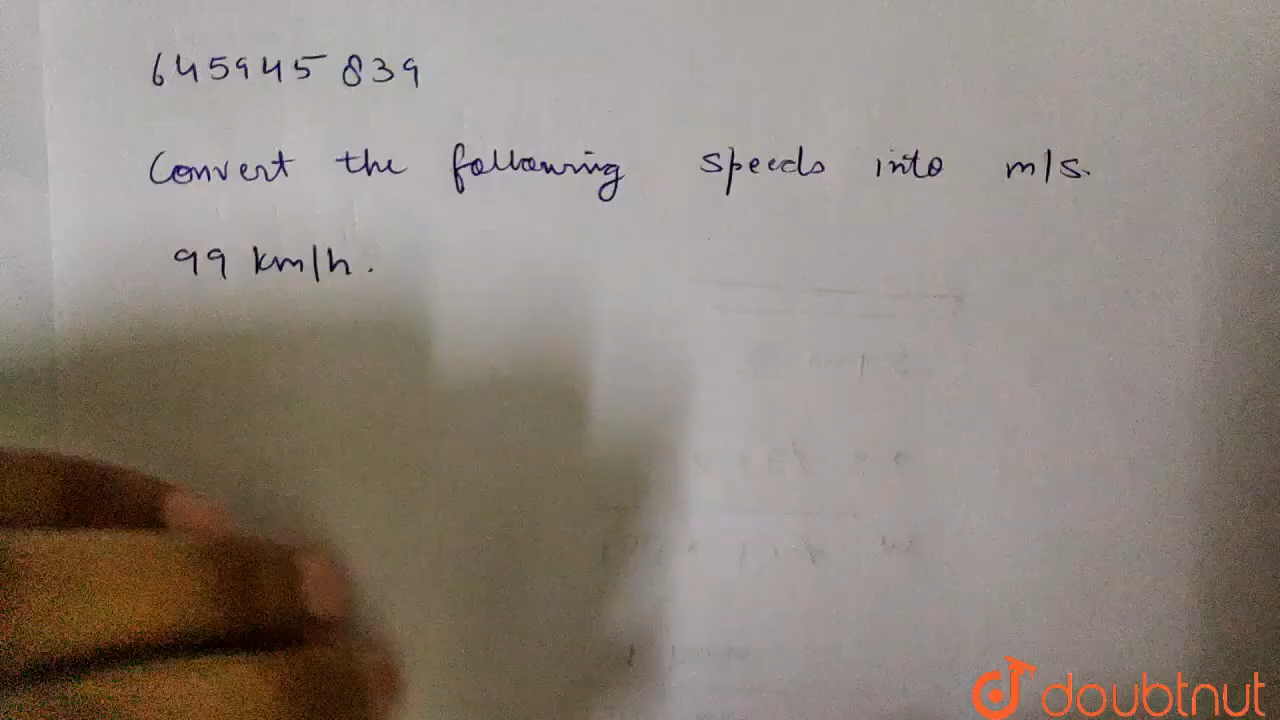 645945839
Convert the following speeds into m/s.
99 km/h.
doubtnut